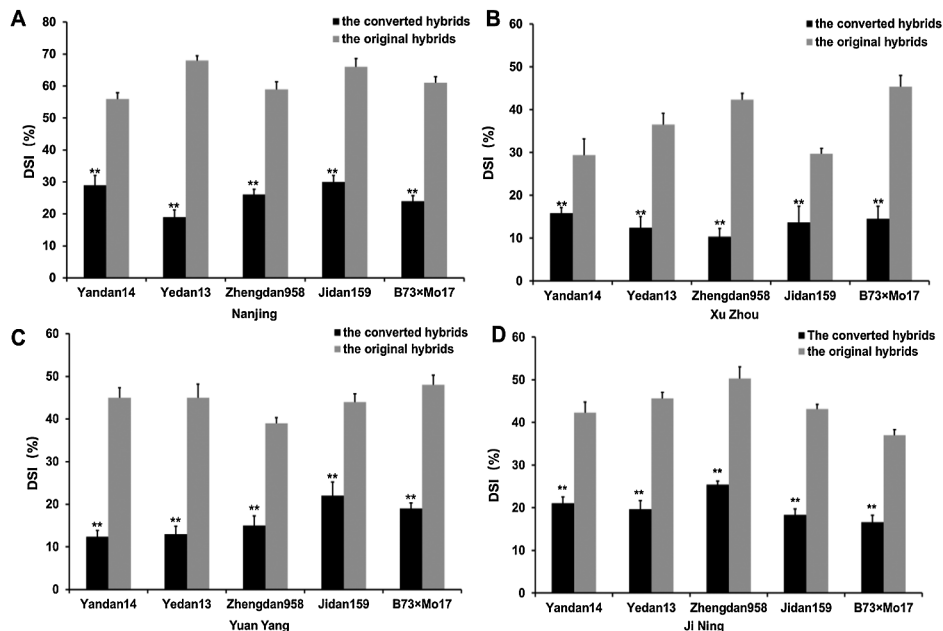 A
the converted hybrids
the original hybrids
DSI (%)
80
70
60
50
40
30
20
10
0
** ** ** ** **
Yandan14 Yedan13 Zhengdan958 Jidan159 B73×Mo17
Nanjing
B
the converted hybrids
the original hybrids
DSI (%)
60
50
40
30
20
10
0
** ** ** ** **
Yandan14 Yedan13 Zhengdan958 Jidan159 B73×Mo17
Xu Zhou
C
the converted hybrids
the original hybrids
DSI (%)
60
50
40
30
20
10
0
** ** ** ** **
Yandan14 Yedan13 Zhengdan958 Jidan159 B73×Mo17
Yuan Yang
D
The converted hybrids
the original hybrids
DSI (%)
60
50
40
30
20
10
0
** ** ** ** **
Yandan14 Yedan13 Zhengdan958 Jidan159 B73×Mo17
Ji Ning